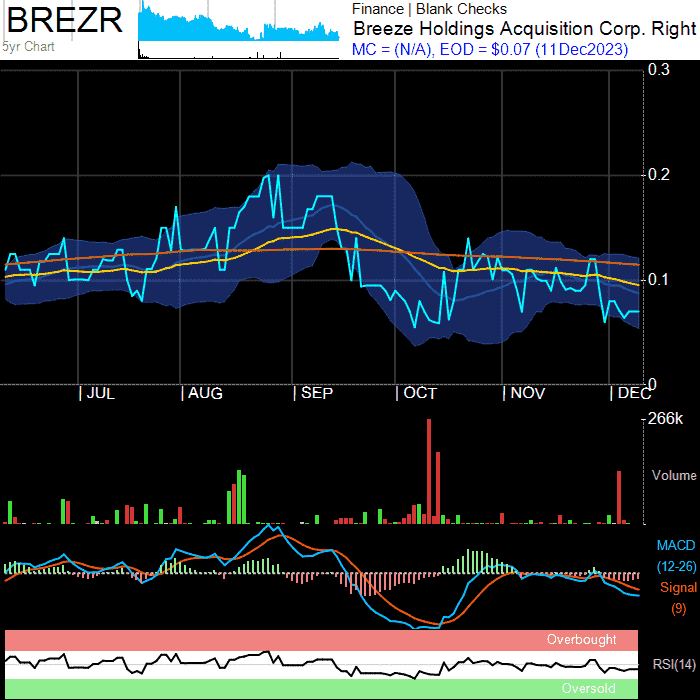 BREZR
5yr Chart
Finance | Blank Checks
Breeze Holdings Acquisition Corp. Right
MC = (N/A), EOD = $0.07 (11Dec2023)
0.3
0.2
0.1
0
JUL AUG SEP OCT NOV DEC
266k
Volume
MACD
(12-26)
Signal
(9)
Overbought
RSI(14)
Oversold